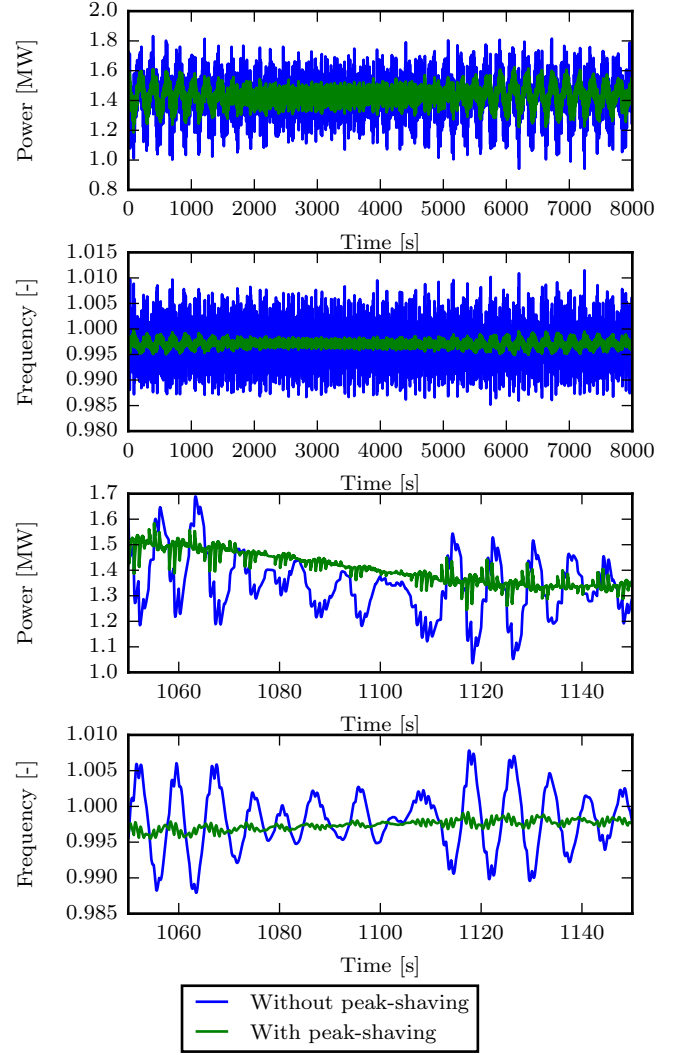 2.0
1.8
1.6
1.4
1.2
1.0
0.8
Power [MW]
0 1000 2000 3000 4000 5000 6000 7000 8000
Time [s]
1.015
1.010
1.005
1.000
0.995
0.990
0.985
0.980
Frequency [-]
0 1000 2000 3000 4000 5000 6000 7000 8000
Time [s]
1.7
1.6
1.5
1.4
1.3
1.2
1.1
1.0
Power [MW]
1060 1080 1100 1120 1140
Time [s]
1.010
1.005
1.000
0.995
0.990
0.985
Frequency [-]
1060 1080 1100 1120 1140
Time [s]
Without peak-shaving
With peak-shaving